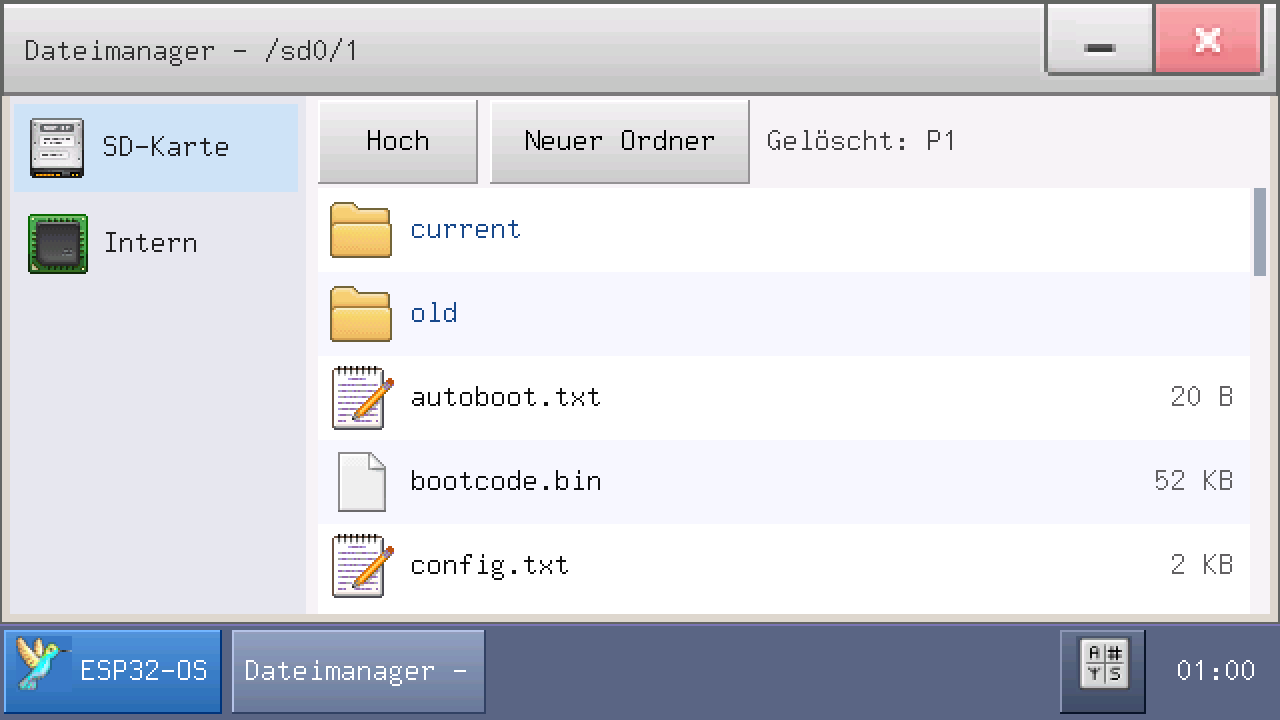 Dateimanager - /sd0/1
SD-Karte
Intern
Hoch
Neuer Ordner
Gelöscht: P1
current
old
autoboot.txt 20 B
bootcode.bin 52 KB
config.txt 2 KB
ESP32-OS
Dateimanager -
A #
Y S
01:00